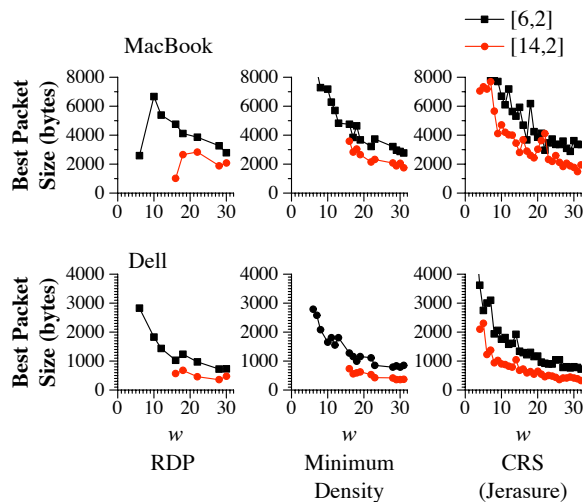 [6,2]
[14,2]
MacBook
Best Packet
Size (bytes)
8000
6000
4000
2000
0
0 10 20 30
8000
6000
4000
2000
0
0 10 20 30
8000
6000
4000
2000
0
0 10 20 30
Dell
Best Packet
Size (bytes)
4000
3000
2000
1000
0
0 10 20 30
4000
3000
2000
1000
0
0 10 20 30
4000
3000
2000
1000
0
0 10 20 30
w
w
w
RDP
Minimum
Density
CRS
(Jerasure)